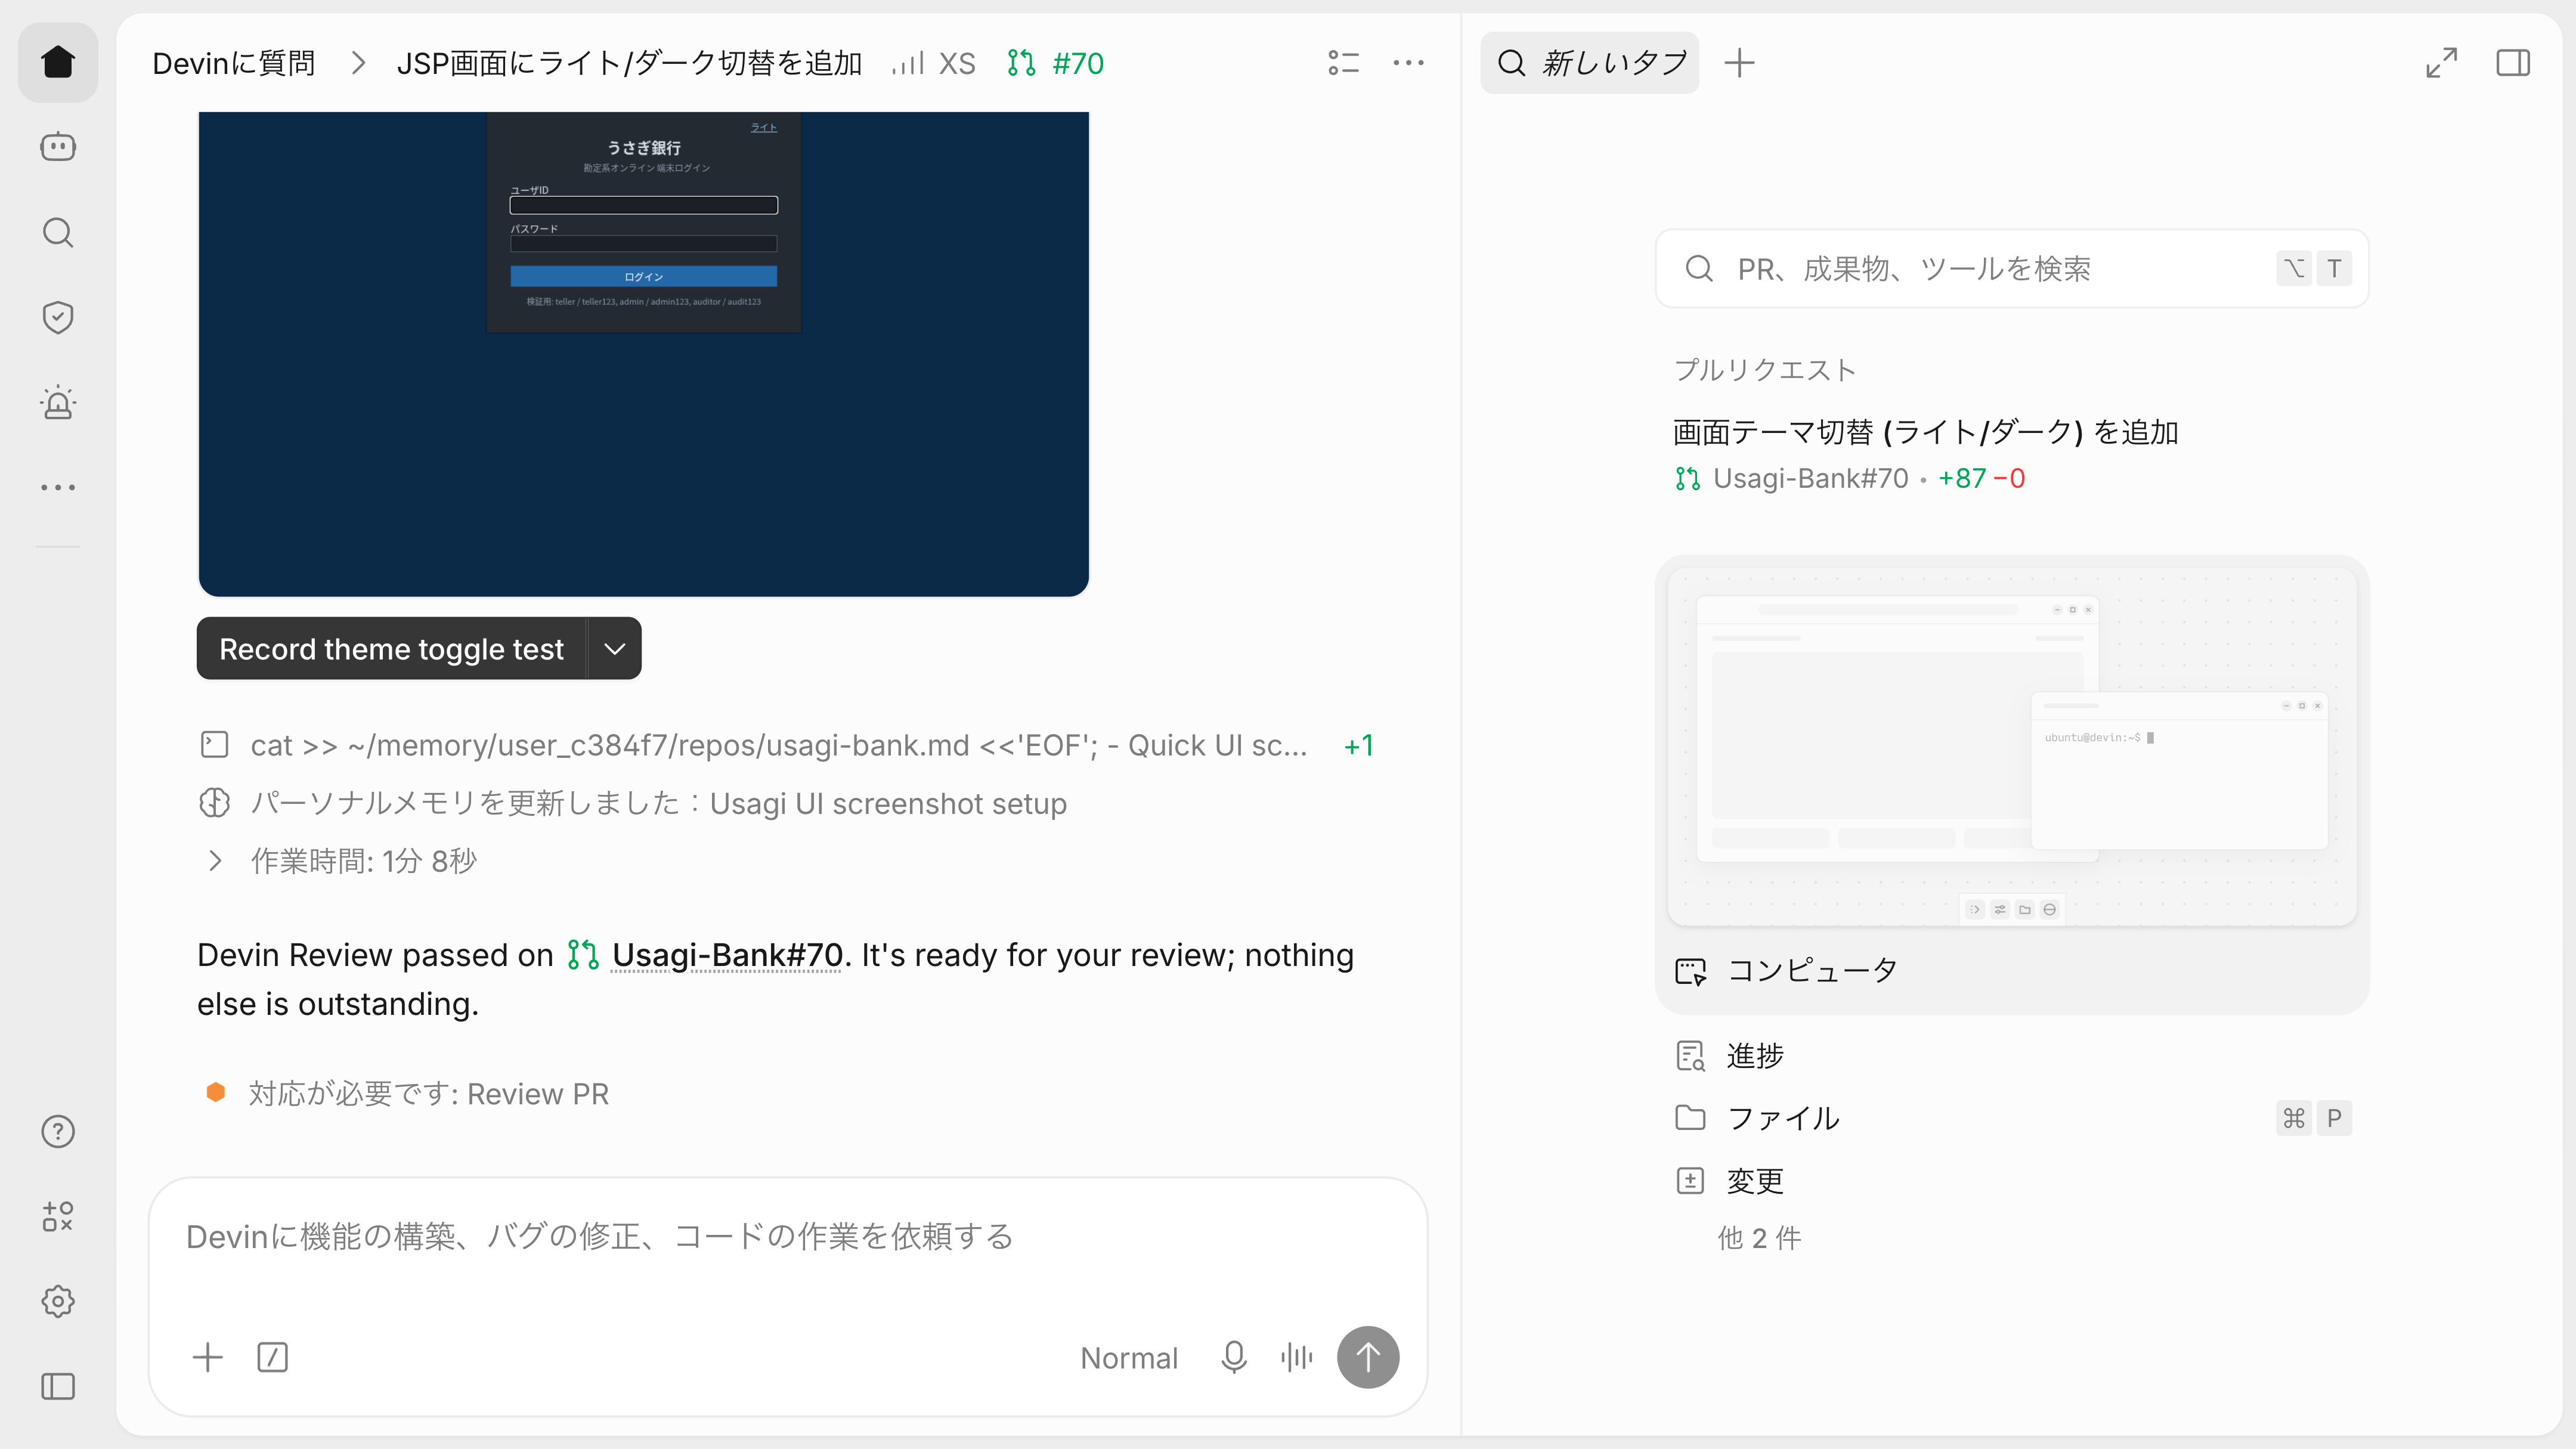 Devinに質問
JSP画面にライト/ダーク切替を追加
XS
#70
ライト
うさぎ銀行
勘定系オンライン 端末ログイン
ユーザID
パスワード
ログイン
検証用: teller / teller123, admin / admin123, auditor / audit123
Record theme toggle test
cat >> ~/memory/user_c384f7/repos/usagi-bank.md <<'EOF'; - Quick UI sc... +1
パーソナルメモリを更新しました：Usagi UI screenshot setup
作業時間: 1分 8秒
Devin Review passed on Usagi-Bank#70. It's ready for your review; nothing
else is outstanding.
対応が必要です: Review PR
Devinに機能の構築、バグの修正、コードの作業を依頼する
Normal
新しいタブ
PR、成果物、ツールを検索
⌥ T
プルリクエスト
画面テーマ切替 (ライト/ダーク) を追加
Usagi-Bank#70 • +87 −0
ubuntu@devin:~$
コンピュータ
進捗
ファイル
⌘ P
変更
他 2 件